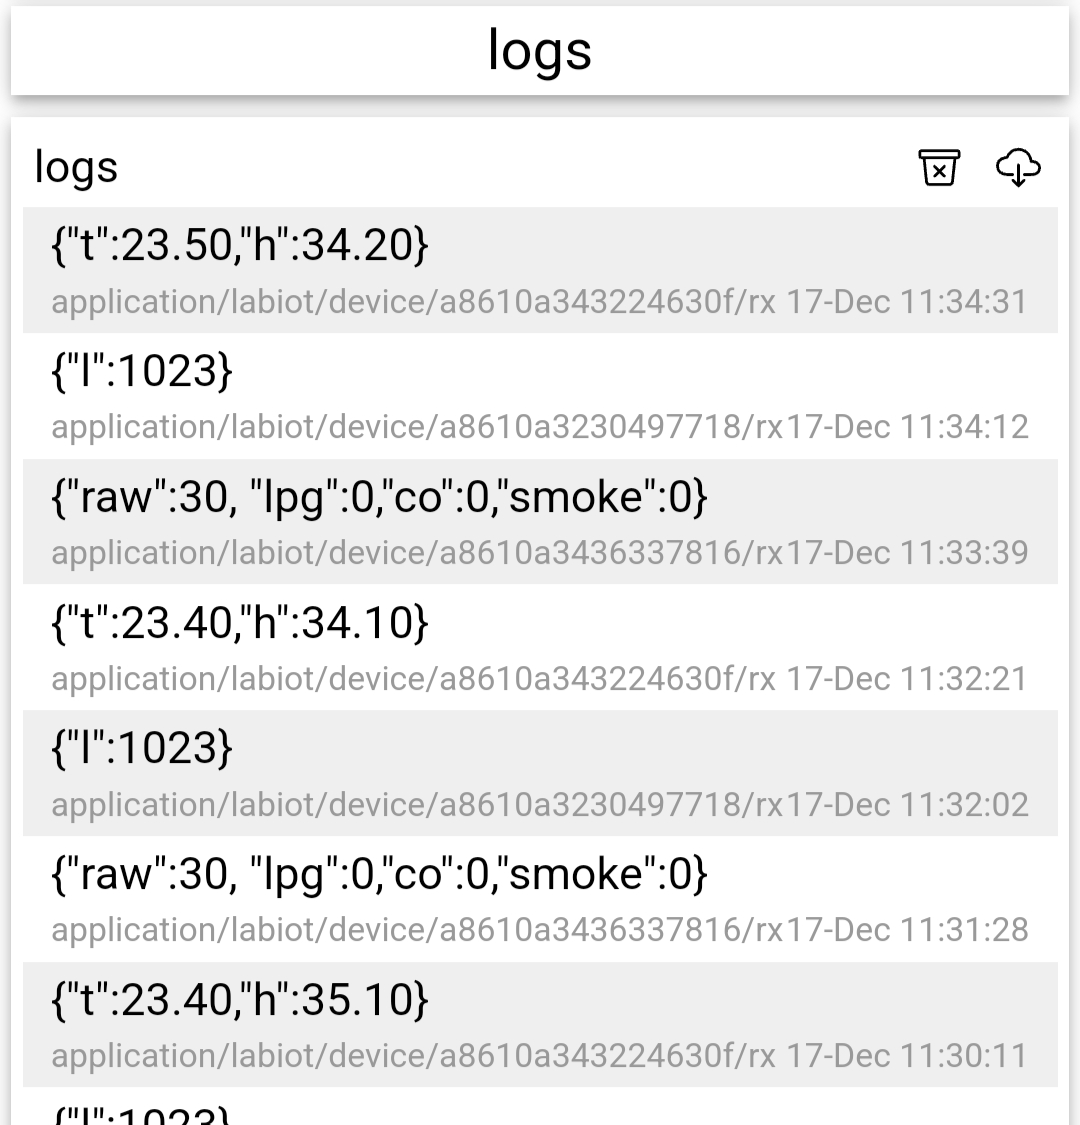 logs
logs
{"t":23.50,"h":34.20}
application/labiot/device/a8610a343224630f/rx 17-Dec 11:34:31
{"l":1023}
application/labiot/device/a8610a3230497718/rx17-Dec 11:34:12
{"raw":30, "lpg":0,"co":0,"smoke":0}
application/labiot/device/a8610a3436337816/rx17-Dec 11:33:39
{"t":23.40,"h":34.10}
application/labiot/device/a8610a343224630f/rx 17-Dec 11:32:21
{"l":1023}
application/labiot/device/a8610a3230497718/rx17-Dec 11:32:02
{"raw":30, "lpg":0,"co":0,"smoke":0}
application/labiot/device/a8610a3436337816/rx17-Dec 11:31:28
{"t":23.40,"h":35.10}
application/labiot/device/a8610a343224630f/rx 17-Dec 11:30:11
{"l":1023}